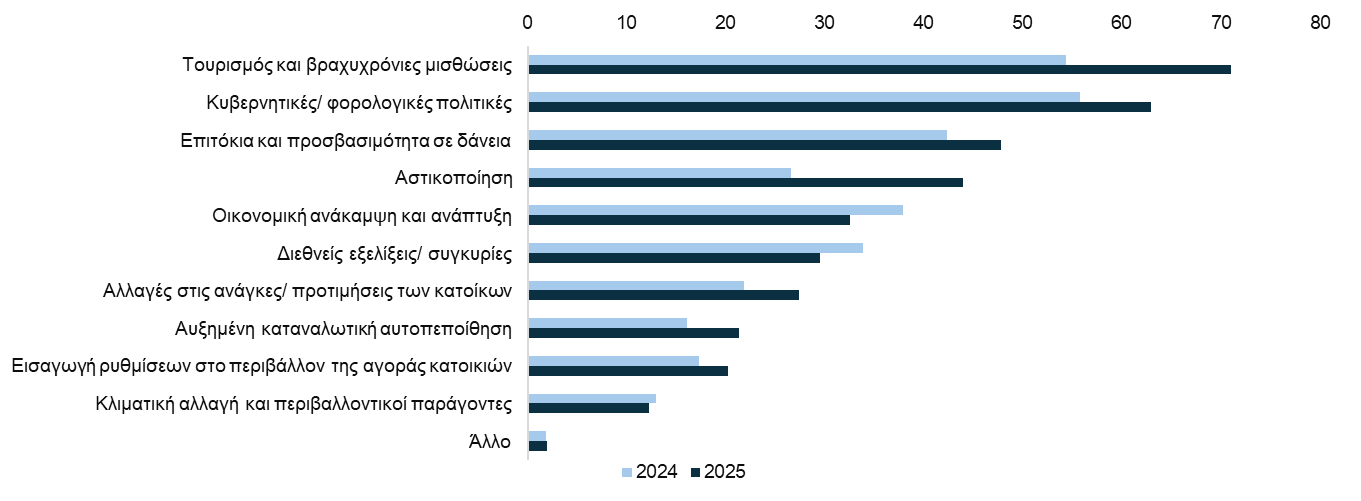 0 10 20 30 40 50 60 70 80
Τουρισμός και βραχυχρόνιες μισθώσεις
Κυβερνητικές/ φορολογικές πολιτικές
Επιτόκια και προσβασιμότητα σε δάνεια
Αστικοποίηση
Οικονομική ανάκαμψη και ανάπτυξη
Διεθνείς εξελίξεις/ συγκυρίες
Αλλαγές στις ανάγκες/ προτιμήσεις των κατοίκων
Αυξημένη καταναλωτική αυτοπεποίθηση
Εισαγωγή ρυθμίσεων στο περιβάλλον της αγοράς κατοικιών
Κλιματική αλλαγή και περιβαλλοντικοί παράγοντες
Άλλο
2024 2025